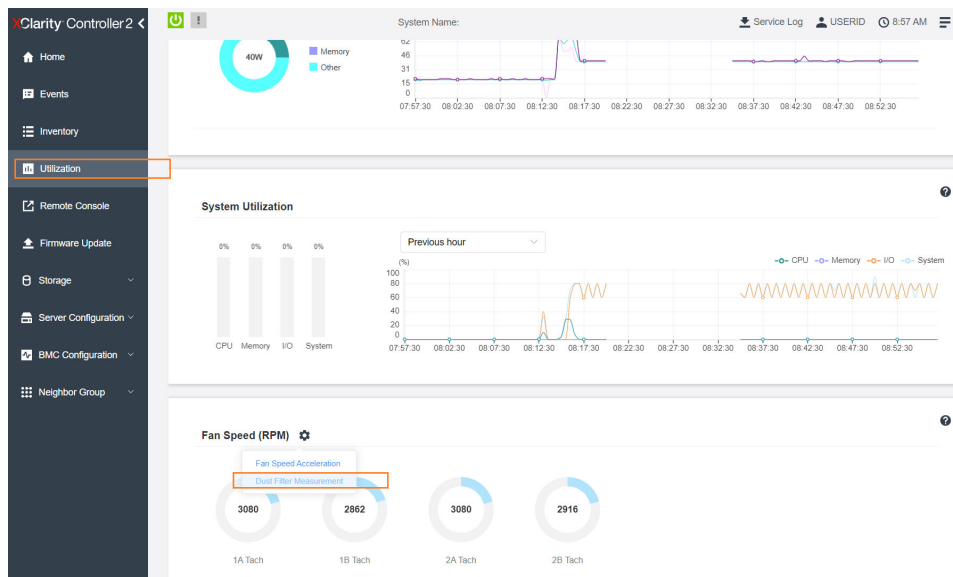 XClarity Controller 2
System Name:
Service Log
USERID
8:57 AM
Home
Events
Inventory
Utilization
Remote Console
Firmware Update
Storage
Server Configuration
BMC Configuration
Neighbor Group
40W
Memory
Other
62
46
31
15
0
07:57:30 08:02:30 08:07:30 08:12:30 08:17:30 08:22:30 08:27:30 08:32:30 08:37:30 08:42:30 08:47:30 08:52:30
System Utilization
0% 0% 0% 0%
CPU Memory I/O System
Previous hour
(%)
CPU Memory I/O System
100
80
60
40
20
0
07:57:30 08:02:30 08:07:30 08:12:30 08:17:30 08:22:30 08:27:30 08:32:30 08:37:30 08:42:30 08:47:30 08:52:30
Fan Speed (RPM)
Fan Speed Acceleration
Dust Filter Measurement
3080 2862 3080 2916
1A Tach 1B Tach 2A Tach 2B Tach